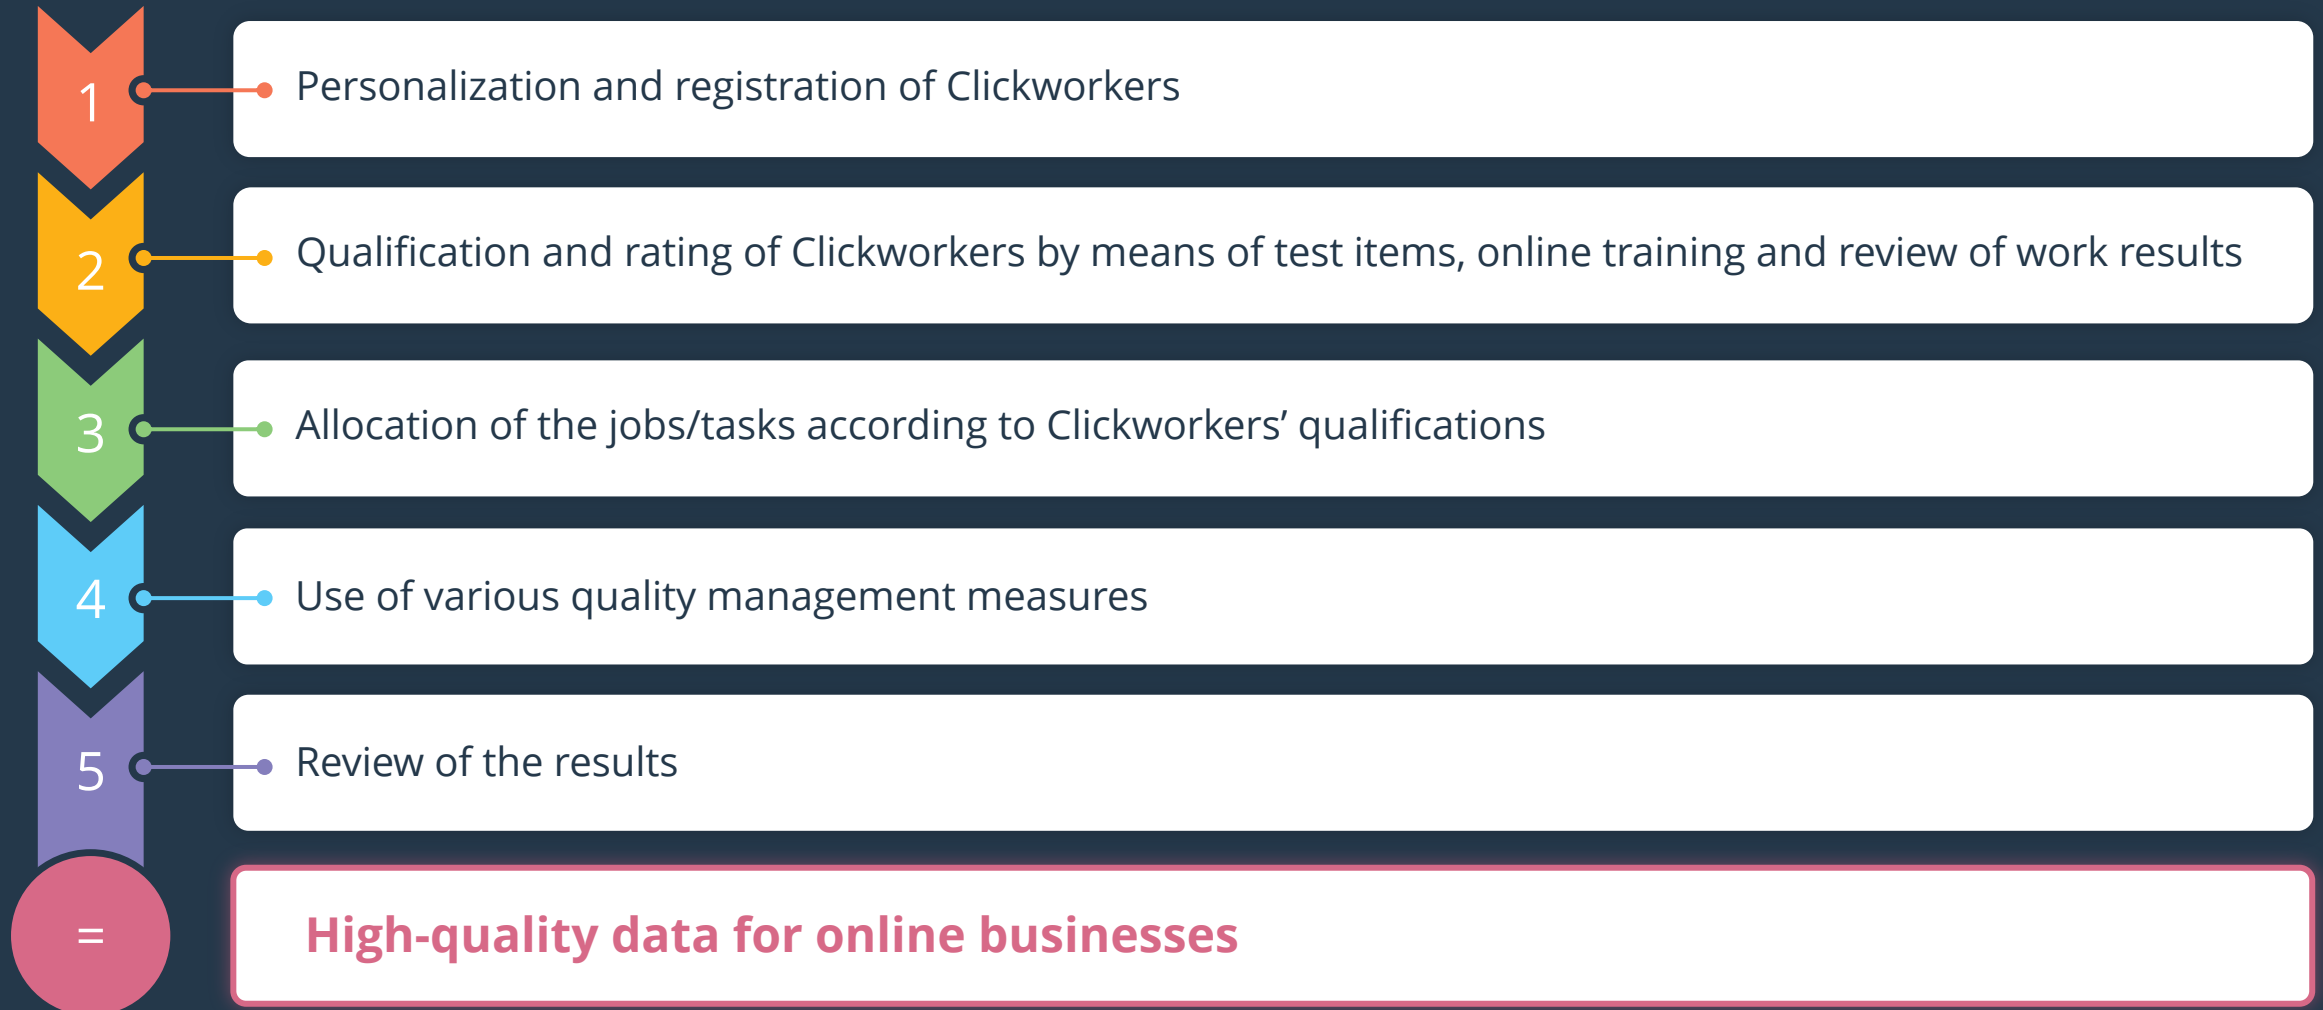 1
Personalization and registration of Clickworkers
2
Qualification and rating of Clickworkers by means of test items, online training and review of work results
3
Allocation of the jobs/tasks according to Clickworkers’ qualifications
4
Use of various quality management measures
5
Review of the results
=
High-quality data for online businesses